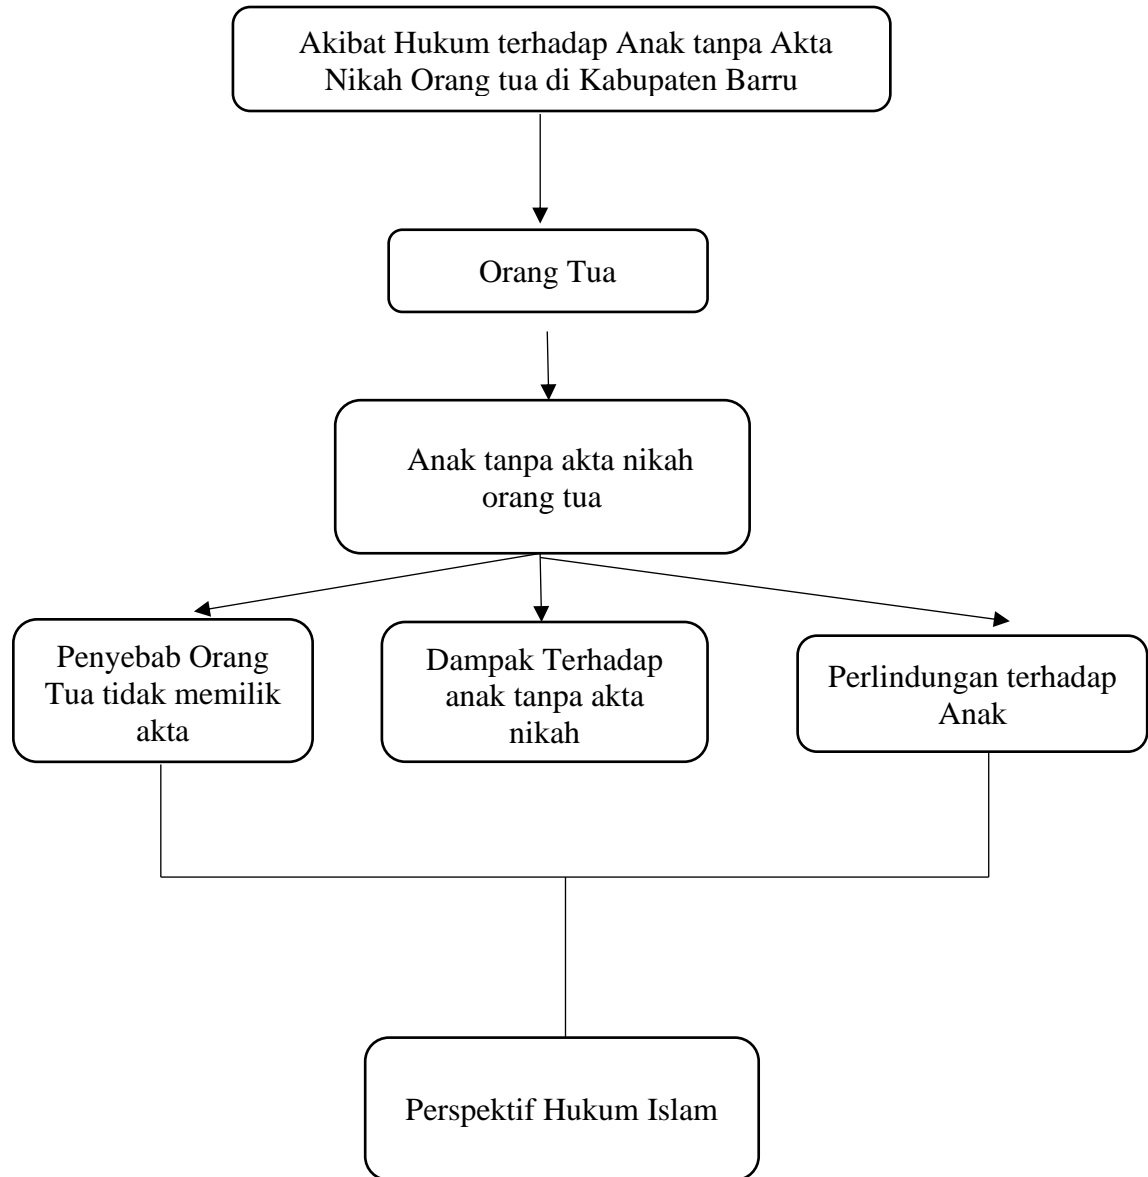 Akibat Hukum terhadap Anak tanpa Akta
Nikah Orang tua di Kabupaten Barru
Orang Tua
Anak tanpa akta nikah
orang tua
Penyebab Orang
Tua tidak memilik
akta
Dampak Terhadap
anak tanpa akta
nikah
Perlindungan terhadap
Anak
Perspektif Hukum Islam